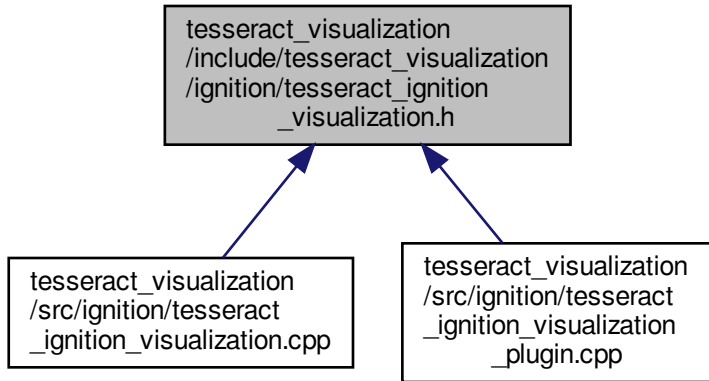 tesseract_visualization
/include/tesseract_visualization
/ignition/tesseract_ignition
_visualization.h
tesseract_visualization
/src/ignition/tesseract
_ignition_visualization.cpp
tesseract_visualization
/src/ignition/tesseract
_ignition_visualization
_plugin.cpp